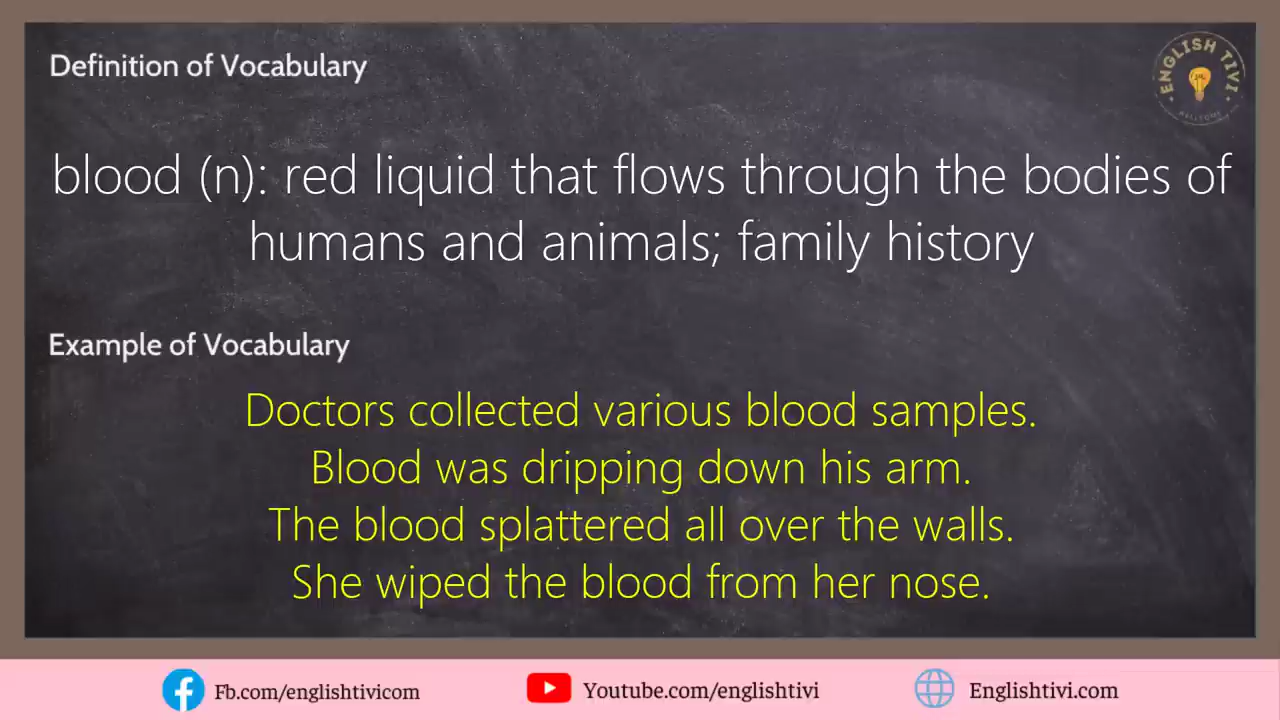 Definition of Vocabulary
ENGLISH TIVI
WELCOME
blood (n): red liquid that flows through the bodies of
humans and animals; family history
Example of Vocabulary
Doctors collected various blood samples.
Blood was dripping down his arm.
The blood splattered all over the walls.
She wiped the blood from her nose.
Fb.com/englishtivicom
Youtube.com/englishtivi
Englishtivi.com